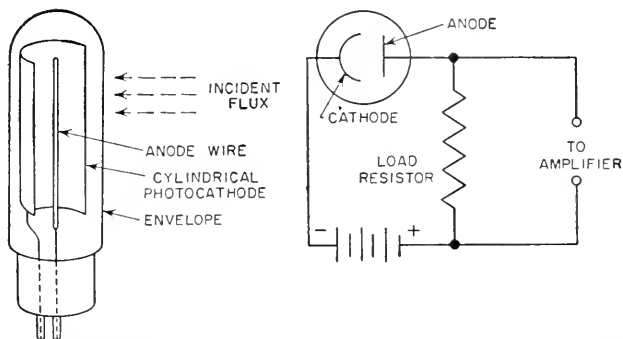 INCIDENT
FLUX
ANODE WIRE
CYLINDRICAL
PHOTOCATHODE
ENVELOPE
ANODE
CATHODE
LOAD
RESISTOR
TO
AMPLIFIER
- +